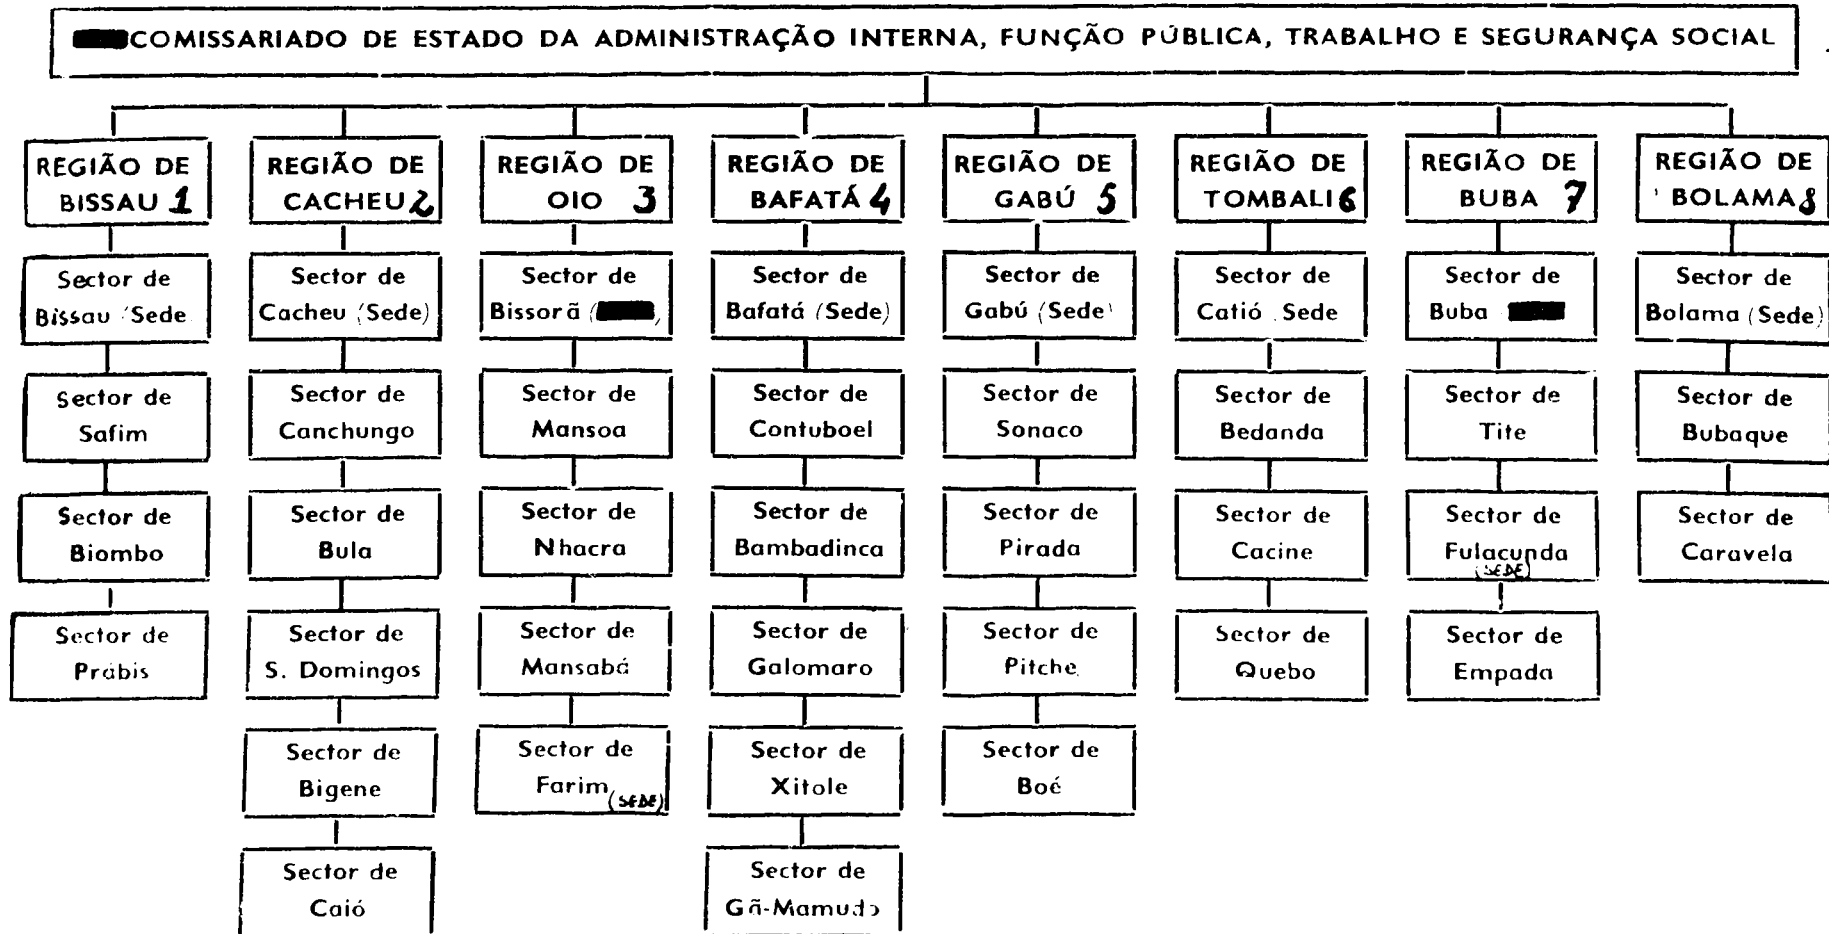 COMISSARIADO DE ESTADO DA ADMINISTRAÇÃO INTERNA, FUNÇÃO PÚBLICA, TRABALHO E SEGURANÇA SOCIAL
REGIÃO DE
BISSAU 1
Sector de
Bissau (Sede
Sector de
Safim
Sector de
Biombo
Sector de
Prábis
REGIÃO DE
CACHEU 2
Sector de
Cacheu (Sede)
Sector de
Canchungo
Sector de
Bula
Sector de
S. Domingos
Sector de
Bigene
Sector de
Caió
REGIÃO DE
OIO 3
Sector de
Bissorã (
Sector de
Mansoa
Sector de
Nhacra
Sector de
Mansabá
Sector de
Farim (SEDE)
REGIÃO DE
BAFATÁ 4
Sector de
Bafatá (Sede)
Sector de
Contuboel
Sector de
Bambadinca
Sector de
Galomaro
Sector de
Xitole
Sector de
Gã-Mamudo
REGIÃO DE
GABÚ 5
Sector de
Gabú (Sede)
Sector de
Sonaco
Sector de
Pirada
Sector de
Pitche
Sector de
Boé
REGIÃO DE
TOMBALI 6
Sector de
Catió Sede
Sector de
Bedanda
Sector de
Cacine
Sector de
Quebo
REGIÃO DE
BUBA 7
Sector de
Buba
Sector de
Tite
Sector de
Fulacunda
(SEDE)
Sector de
Empada
REGIÃO DE
BOLAMA 8
Sector de
Bolama (Sede)
Sector de
Bubaque
Sector de
Caravela